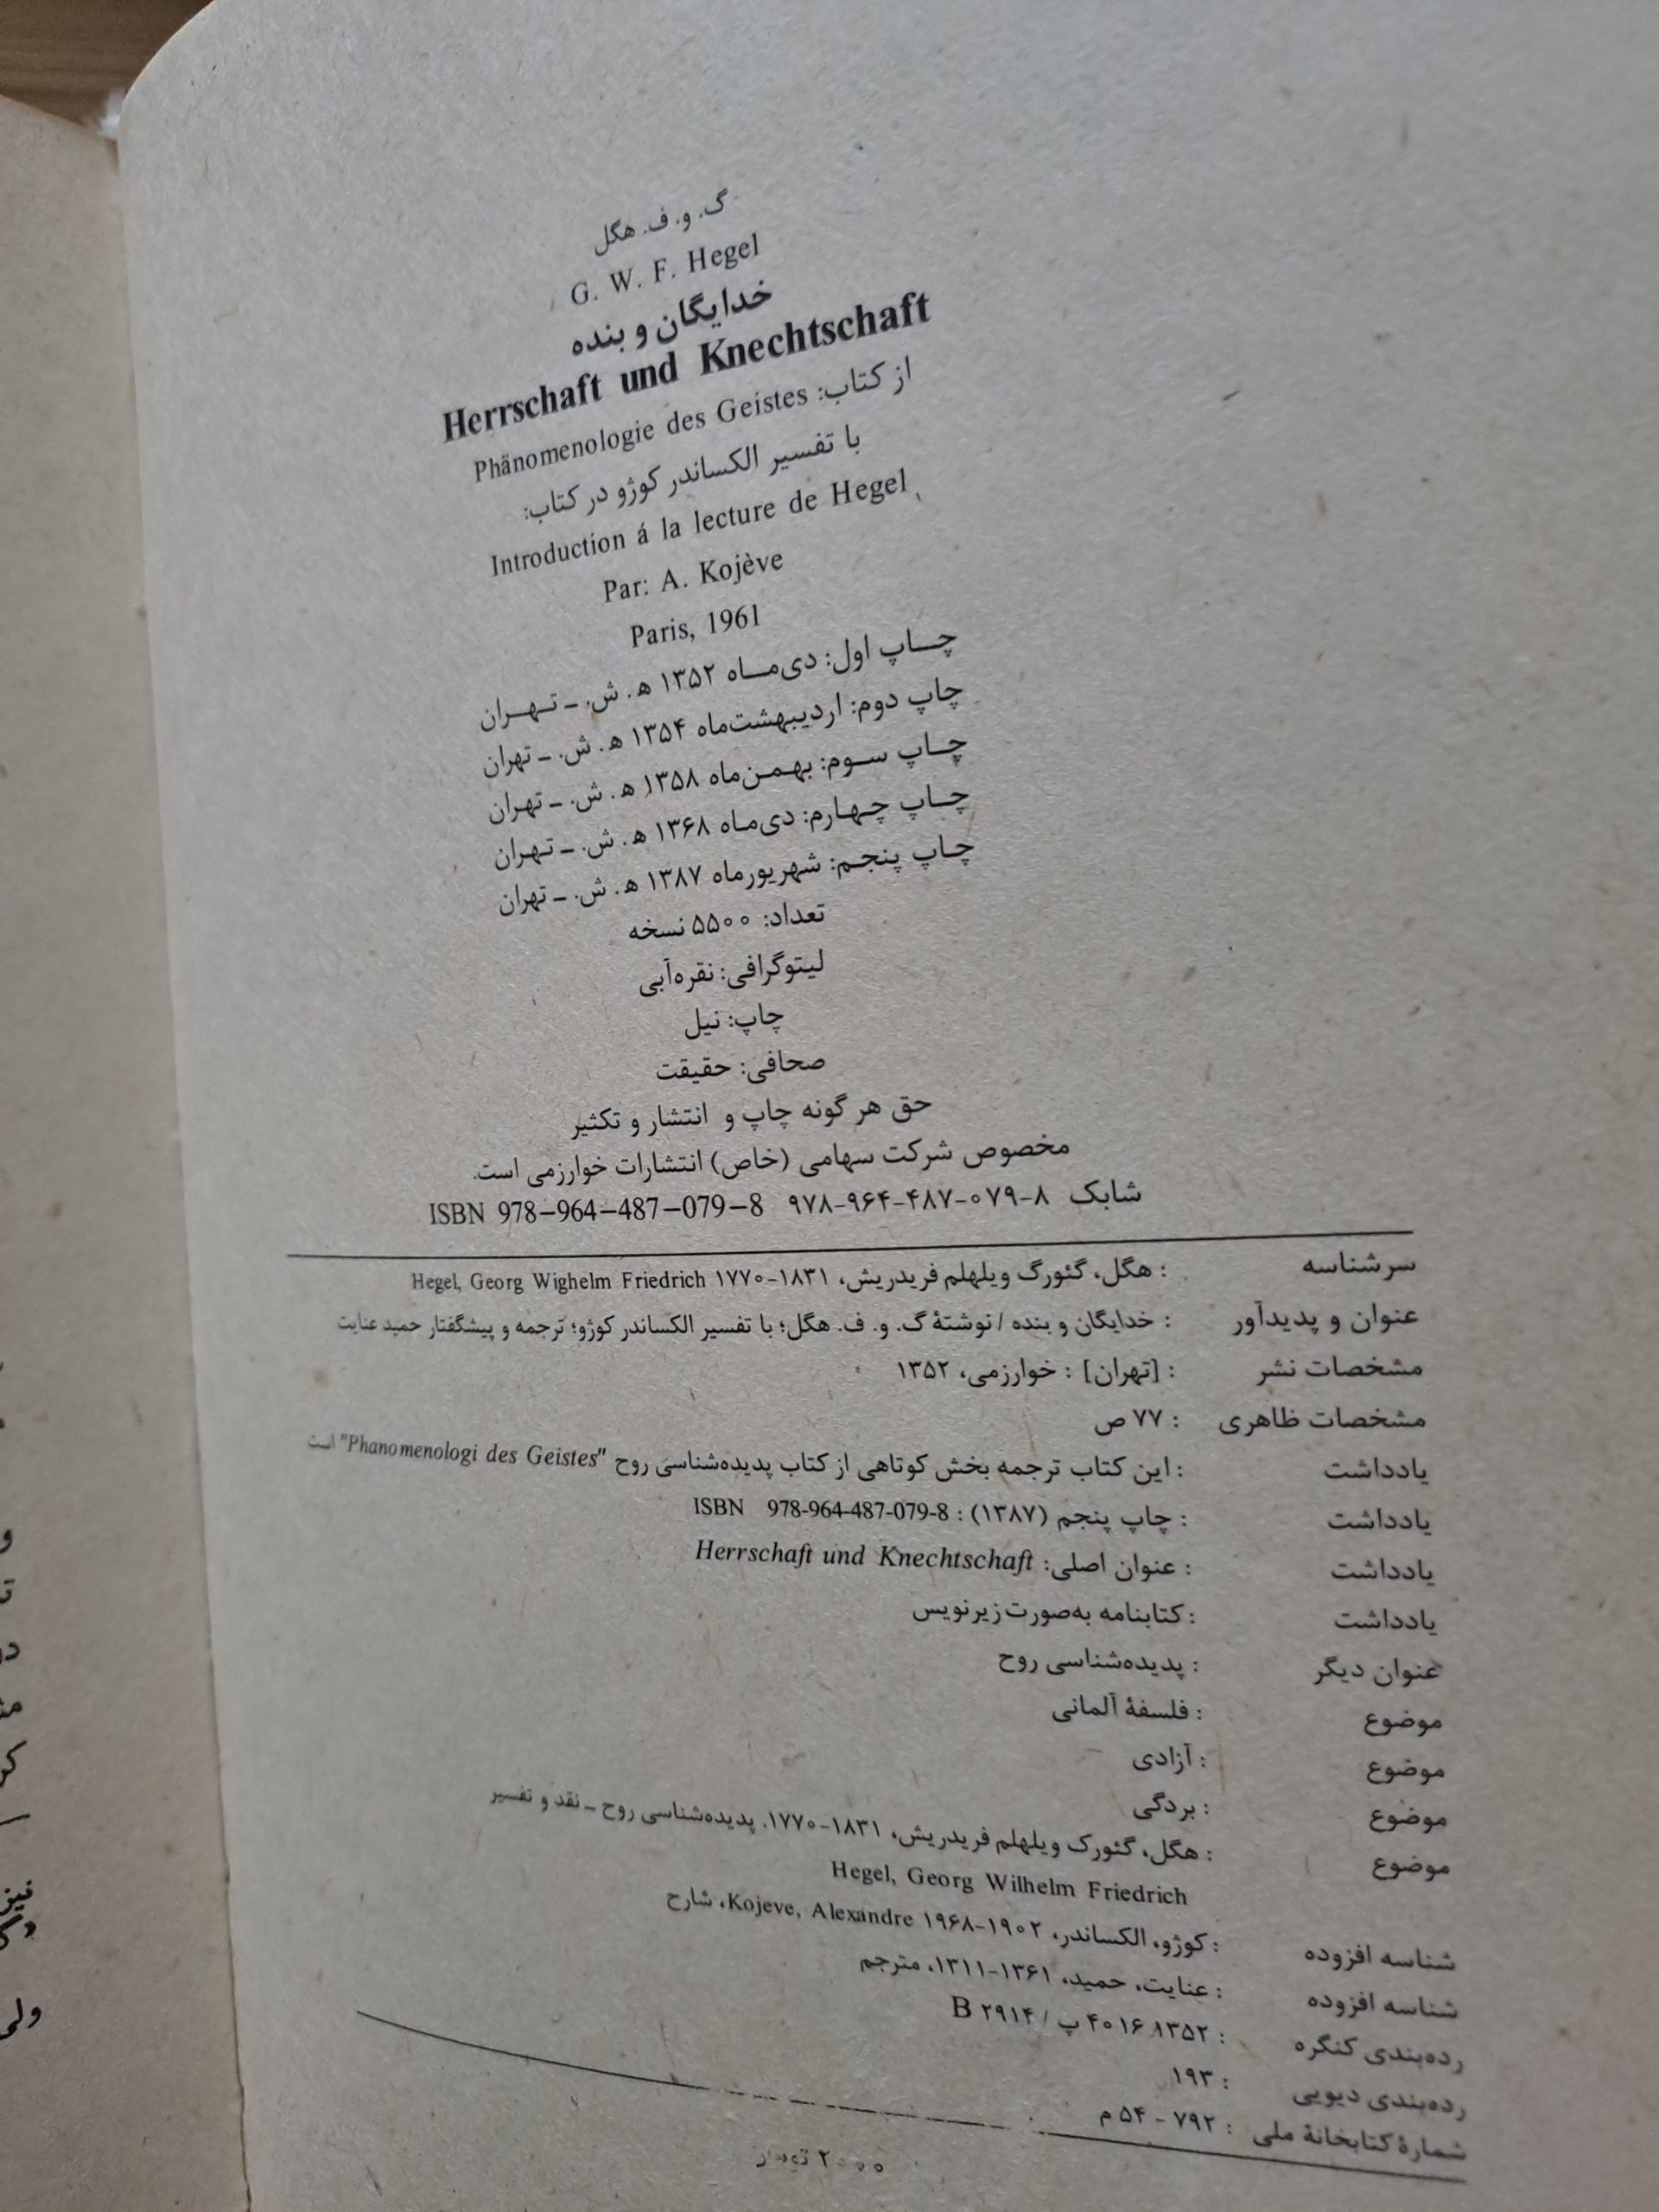 گ. و. ف. هگل
G. W. F. Hegel
خدایگان و بنده
Herrschaft und Knechtschaft
از کتاب: Phänomenologie des Geistes
با تفسیر الکساندر کوژو در کتاب:
Introduction á la lecture de Hegel
Par: A. Kojève
Paris, 1961
چاپ اول: دی‌ماه ۱۳۵۲ ه. ش. ـ تهران
چاپ دوم: اردیبهشت‌ماه ۱۳۵۴ ه. ش. ـ تهران
چاپ سوم: بهمن‌ماه ۱۳۵۸ ه. ش. ـ تهران
چاپ چهارم: دی‌ماه ۱۳۶۸ ه. ش. ـ تهران
چاپ پنجم: شهریورماه ۱۳۸۷ ه. ش. ـ تهران
تعداد: ۵۵۰۰ نسخه
لیتوگرافی: نقره‌آبی
چاپ: نیل
صحافی: حقیقت
حق هر گونه چاپ و انتشار و تکثیر
مخصوص شرکت سهامی (خاص) انتشارات خوارزمی است.
شابک ۸-۰۷۹-۴۸۷-۹۶۴-۹۷۸ ISBN 978–964–487–079–8
سرشناسه : هگل، گئورگ ویلهلم فریدریش، ۱۸۳۱-۱۷۷۰ Hegel, Georg Wighelm Friedrich
عنوان و پدیدآور : خدایگان و بنده / نوشتهٔ گ. و. ف. هگل؛ با تفسیر الکساندر کوژو؛ ترجمه و پیشگفتار حمید عنایت
مشخصات نشر : [تهران] : خوارزمی، ۱۳۵۲
مشخصات ظاهری : ۷۷ ص
یادداشت : این کتاب ترجمه بخش کوتاهی از کتاب پدیده‌شناسی روح "Phanomenologi des Geistes" است
یادداشت : چاپ پنجم (۱۳۸۷) : ISBN 978-964-487-079-8
یادداشت : عنوان اصلی: Herrschaft und Knechtschaft
یادداشت : کتابنامه به‌صورت زیرنویس
عنوان دیگر : پدیده‌شناسی روح
موضوع : فلسفهٔ آلمانی
موضوع : آزادی
موضوع : بردگی
موضوع : هگل، گئورک ویلهلم فریدریش، ۱۸۳۱-۱۷۷۰. پدیده‌شناسی روح ـ نقد و تفسیر
Hegel, Georg Wilhelm Friedrich
شناسه افزوده : کوژو، الکساندر، ۱۹۰۲-۱۹۶۸ Kojeve, Alexandre، شارح
شناسه افزوده : عنایت، حمید، ۱۳۶۱-۱۳۱۱، مترجم
رده‌بندی کنگره : ۱۳۵۲ ۴۰۱۶ پ / ۲۹۱۴ B
رده‌بندی دیویی : ۱۹۳
شمارهٔ کتابخانهٔ ملی : ۷۹۲ - ۵۴ م
۲۰۰۰ تومان